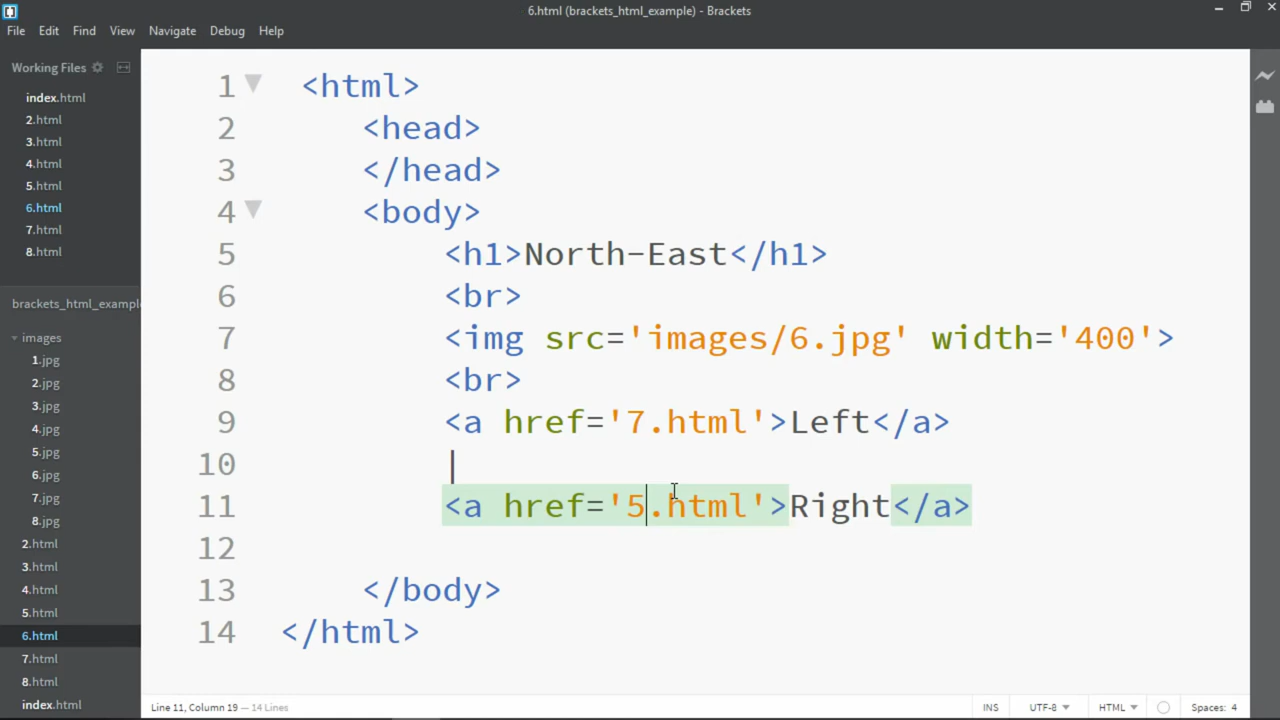 6.html (brackets_html_example) - Brackets
File Edit Find View Navigate Debug Help
Working Files
index.html
2.html
3.html
4.html
5.html
6.html
7.html
8.html
brackets_html_exampl
images
1.jpg
2.jpg
3.jpg
4.jpg
5.jpg
6.jpg
7.jpg
8.jpg
2.html
3.html
4.html
5.html
6.html
7.html
8.html
index.html
1 <html>
2 <head>
3 </head>
4 <body>
5 <h1>North-East</h1>
6 <br>
7 <img src='images/6.jpg' width='400'>
8 <br>
9 <a href='7.html'>Left</a>
10 |
11 <a href='5.html'>Right</a>
12
13 </body>
14 </html>
Line 11, Column 19 — 14 Lines
INS UTF-8 HTML Spaces: 4